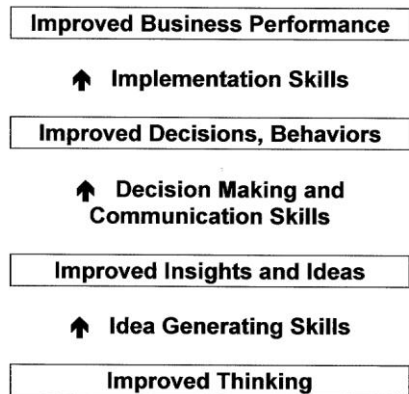 Improved Business Performance
Implementation Skills
Improved Decisions, Behaviors
Decision Making and
Communication Skills
Improved Insights and Ideas
Idea Generating Skills
Improved Thinking